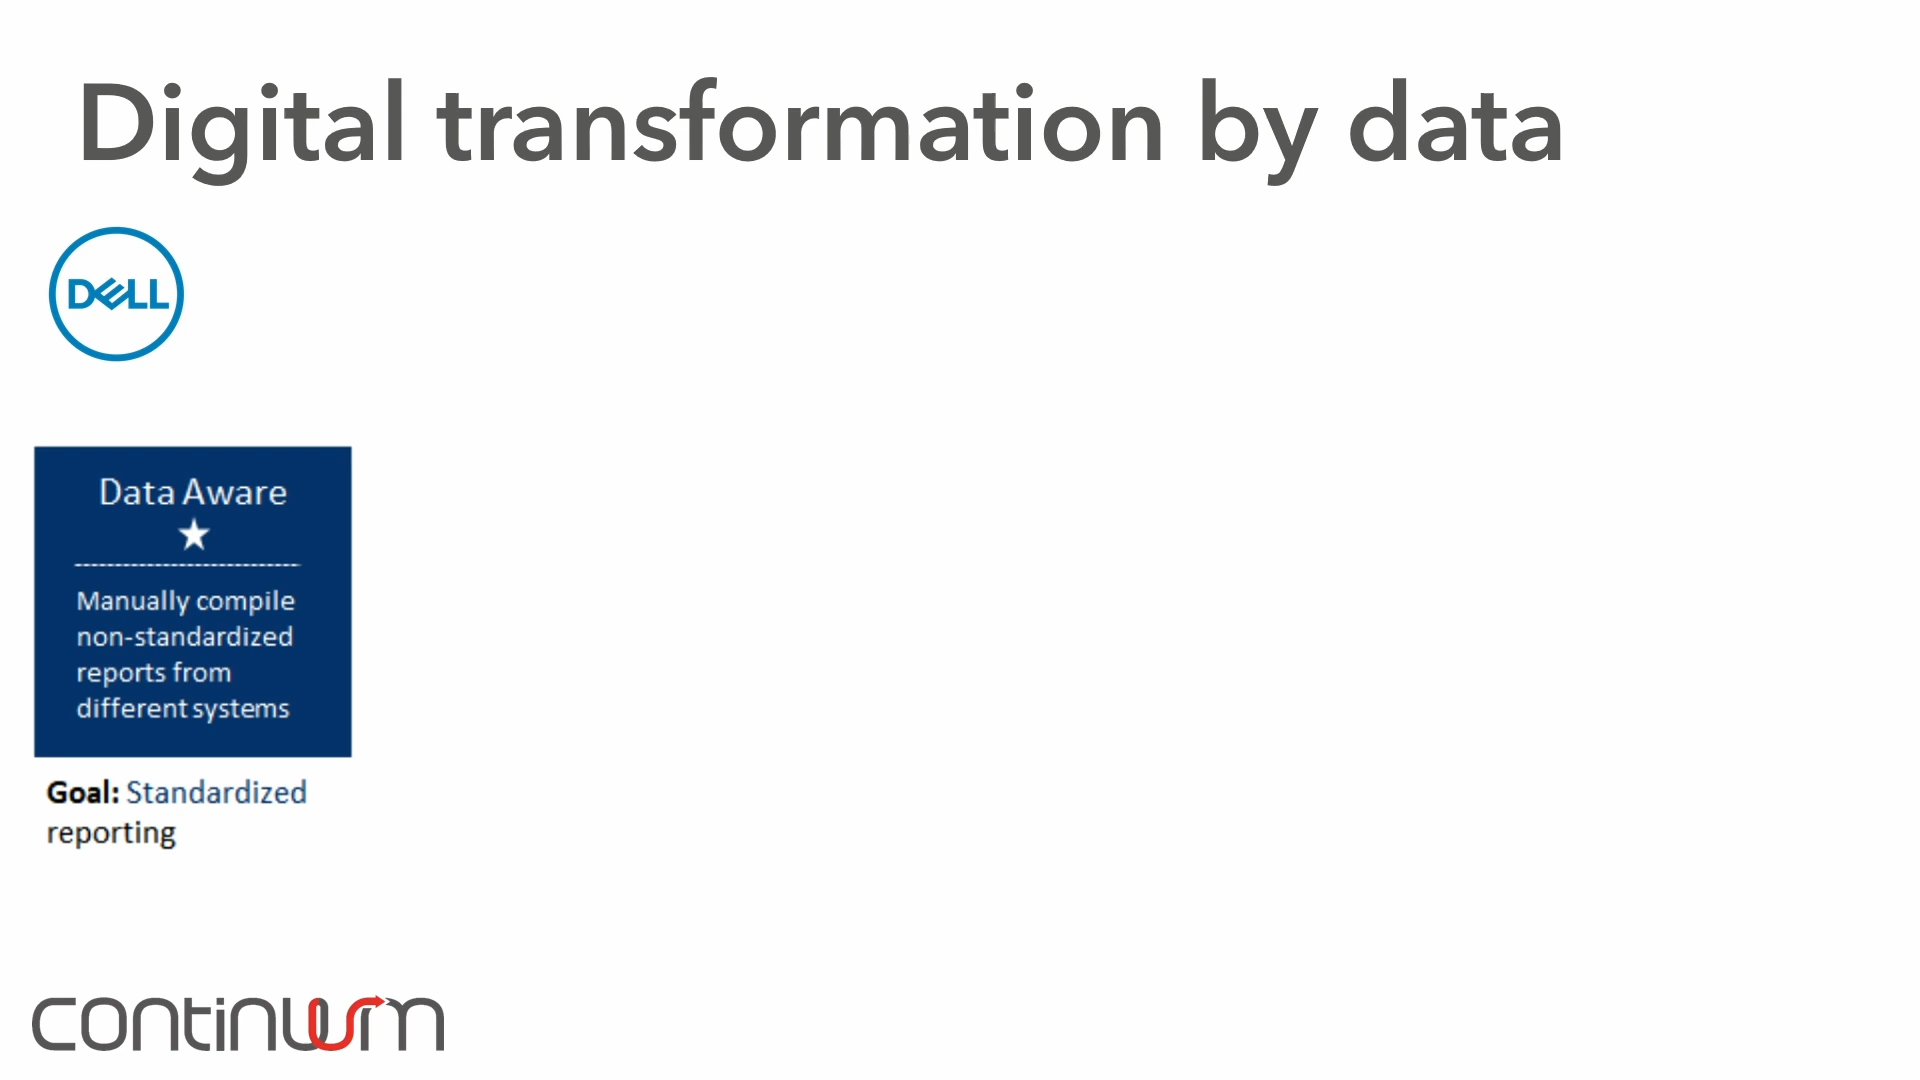 Digital transformation by data
DELL
Data Aware
Manually compile
non-standardized
reports from
different systems
Goal: Standardized
reporting
continuum